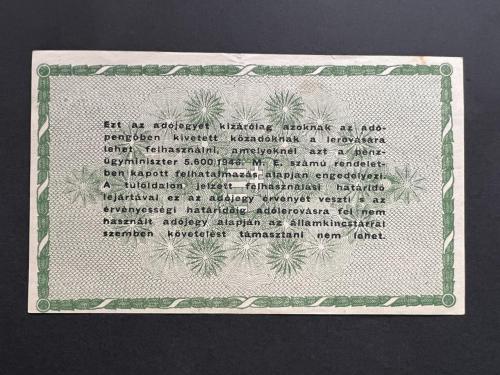 Ezt az adójegyet kizárólag azoknak az adó-
pengőben kivetett közadóknak a lerovására
lehet felhasználni, amelyeknél azt a pénz-
ügyminiszter 5.600/1946. M. E. számú rendelet-
ben kapott felhatalmazás alapján engedélyezi.
A túloldalon jelzett felhasználási határidő
lejártával ez az adójegy érvényét veszti s az
érvényességi határidőig adólerovásra fel nem
használt adójegy alapján az államkincstárral
szemben követelést támasztani nem lehet.